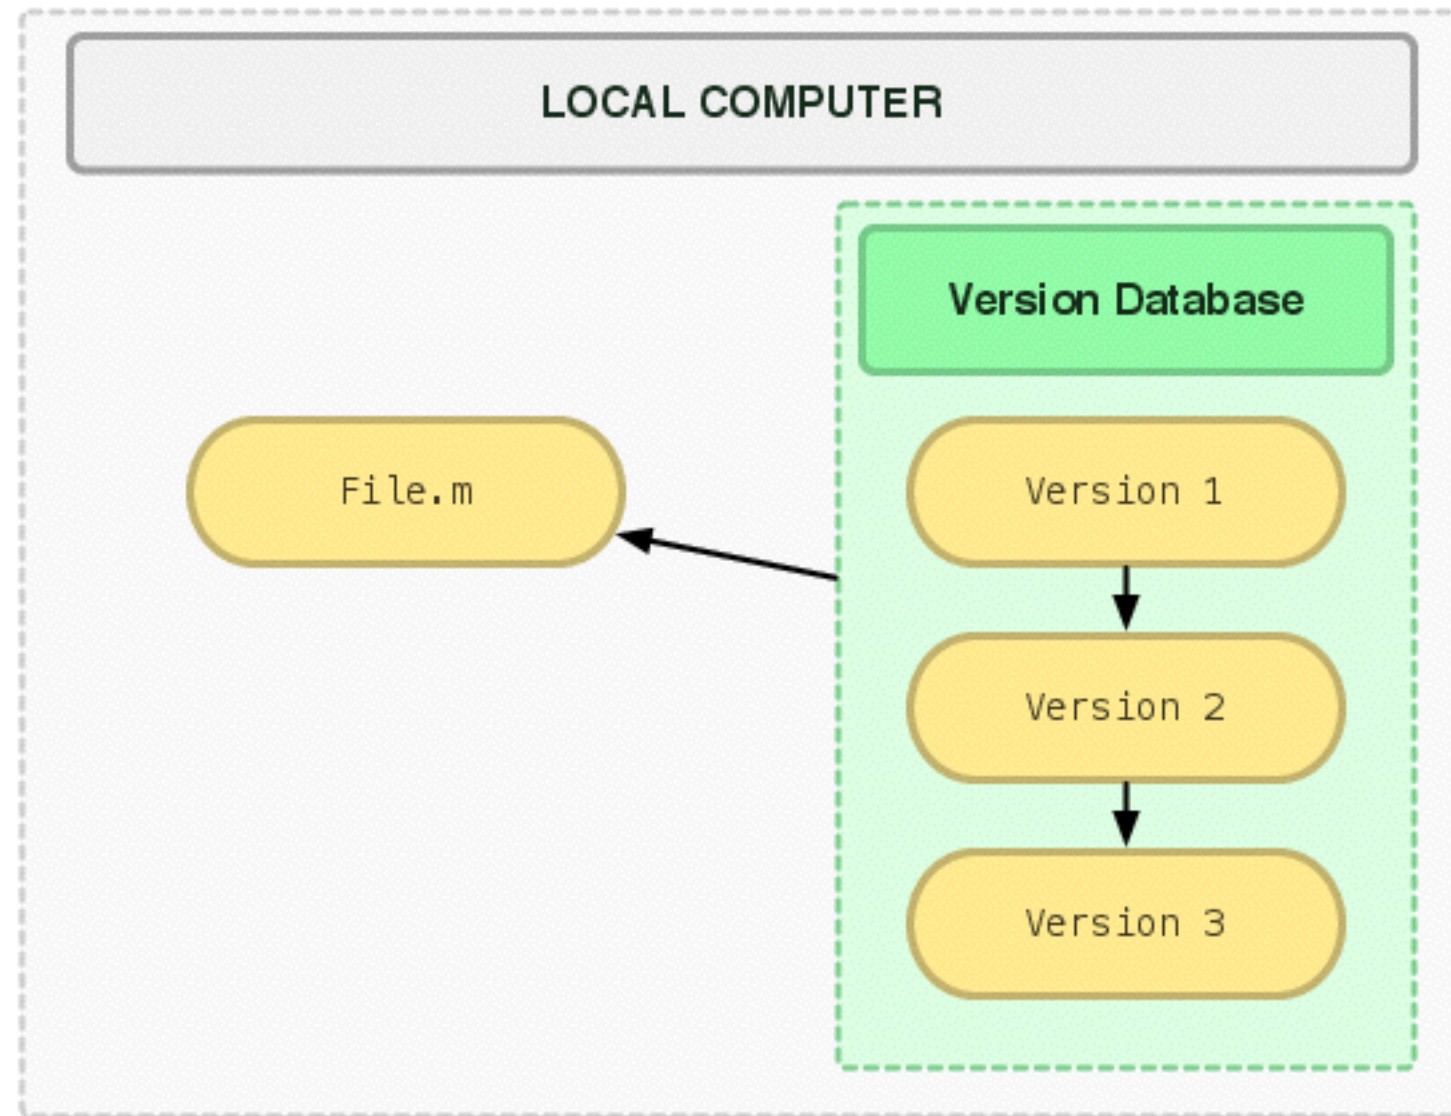 LOCAL COMPUTER
Version Database
File.m
Version 1
Version 2
Version 3